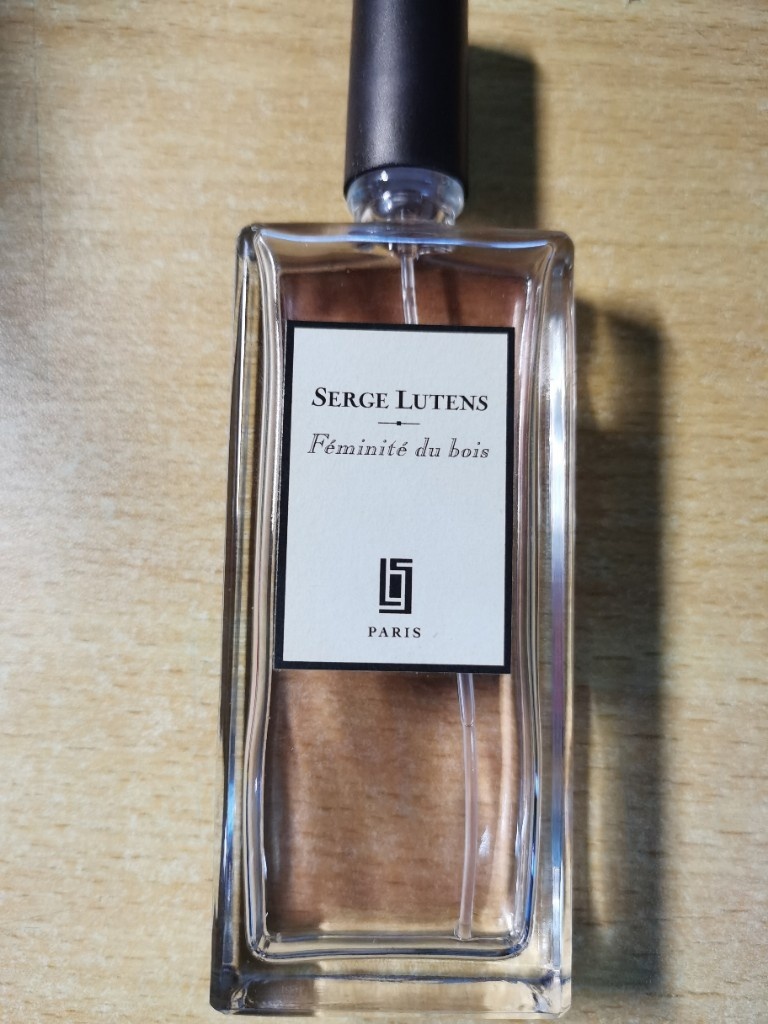 SERGE LUTENS
Féminité du bois
PARIS